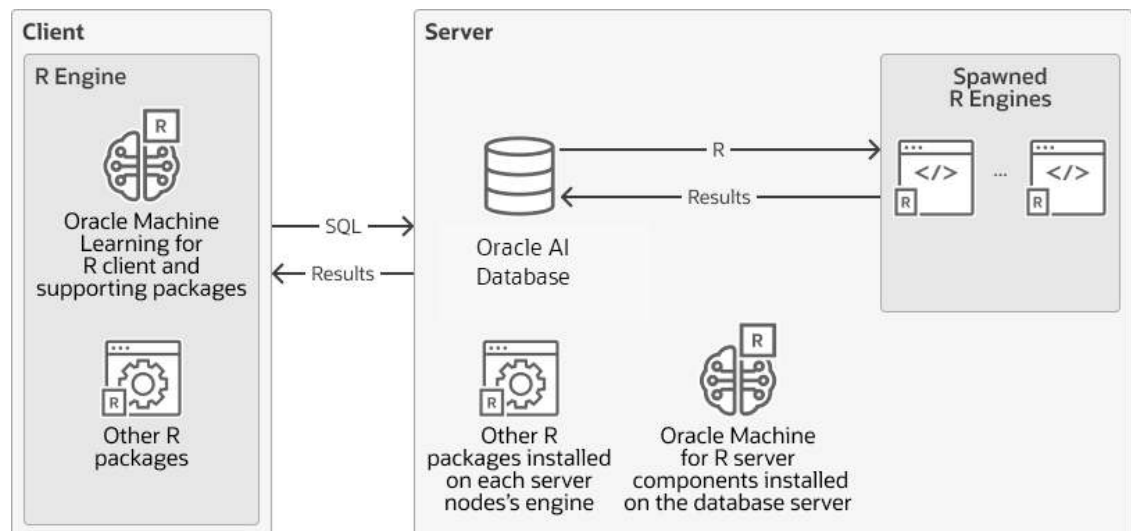 Client
R Engine
R
Oracle Machine
Learning for
R client and
supporting packages
R
Other R
packages
SQL
Results
Server
Oracle AI
Database
R
Results
Spawned
R Engines
</>
R
...
</>
R
R
Other R
packages installed
on each server
nodes's engine
R
Oracle Machine
for R server
components installed
on the database server